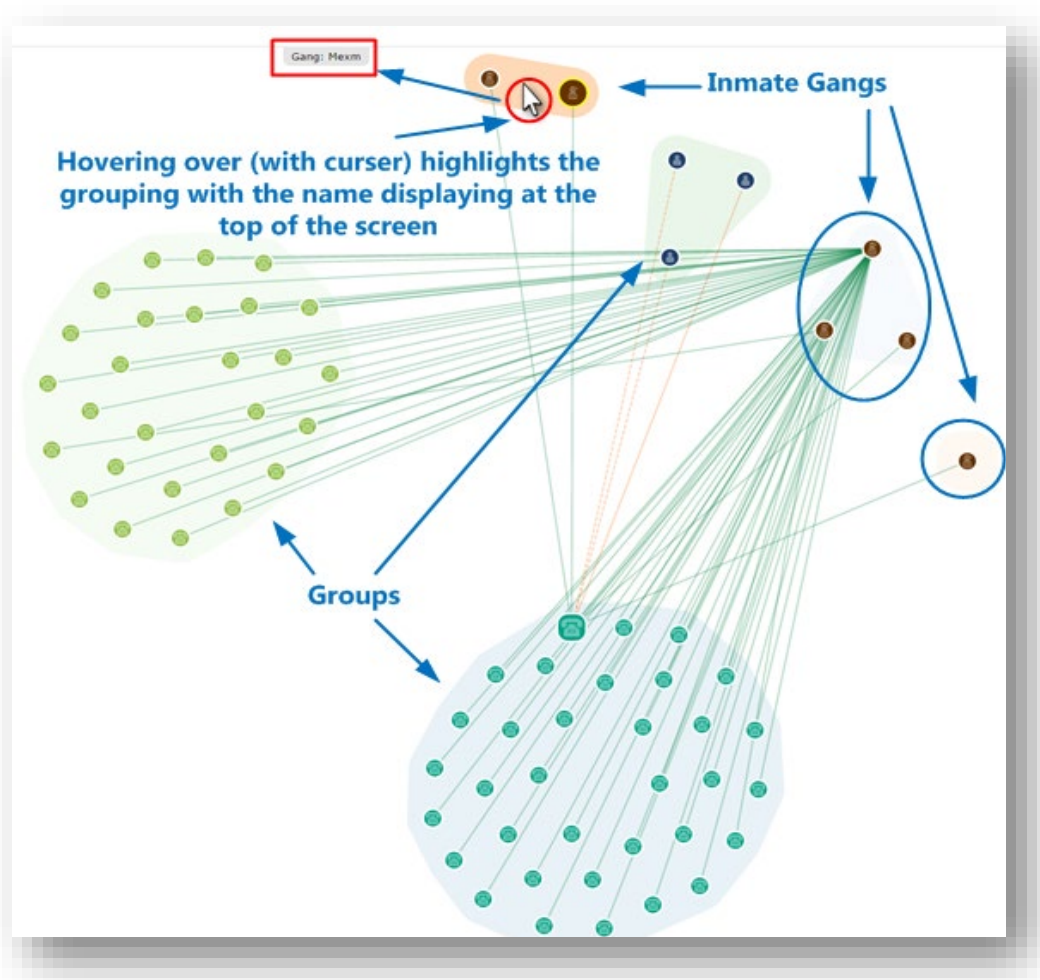 Gang: Mexm
Inmate Gangs
Hovering over (with curser) highlights the
grouping with the name displaying at the
top of the screen
Groups